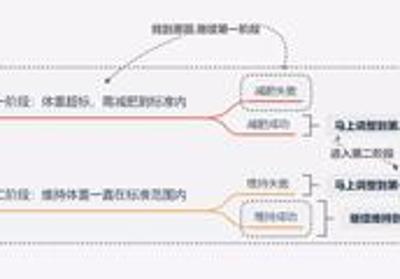 找到原因,继续第一阶段
一阶段：体重超标，需减肥到标准内
减肥失败
减肥成功
马上调整到第
进入第二阶段
二阶段：维持体重一直在标准范围内
维持失败
马上调整到第
维持成功
继续维持